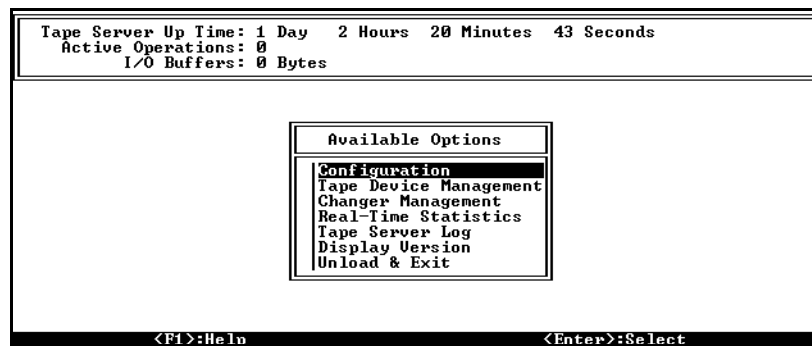 Tape Server Up Time: 1 Day 2 Hours 20 Minutes 43 Seconds
Active Operations: 0
I/O Buffers: 0 Bytes
Available Options
Configuration
Tape Device Management
Changer Management
Real-Time Statistics
Tape Server Log
Display Version
Unload & Exit
<F1>:Help <Enter>:Select